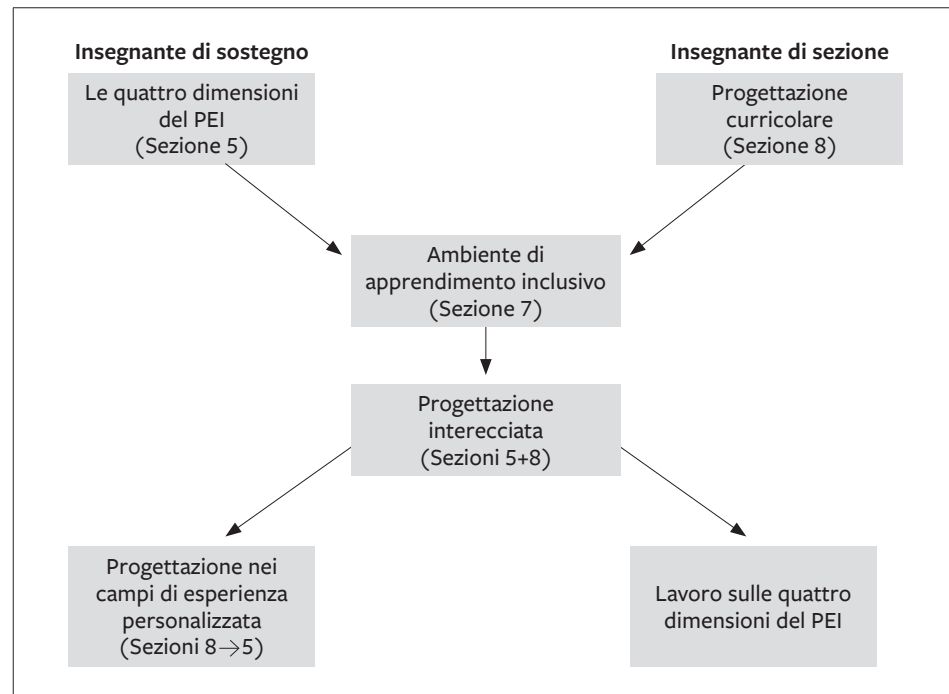 Insegnante di sostegno
Le quattro dimensioni
del PEI
(Sezione 5)
Insegnante di sezione
Progettazione
curricolare
(Sezione 8)
Ambiente di
apprendimento inclusivo
(Sezione 7)
Progettazione
interecciata
(Sezioni 5+8)
Progettazione nei
campi di esperienza
personalizzata
(Sezioni 8→5)
Lavoro sulle quattro
dimensioni del PEI